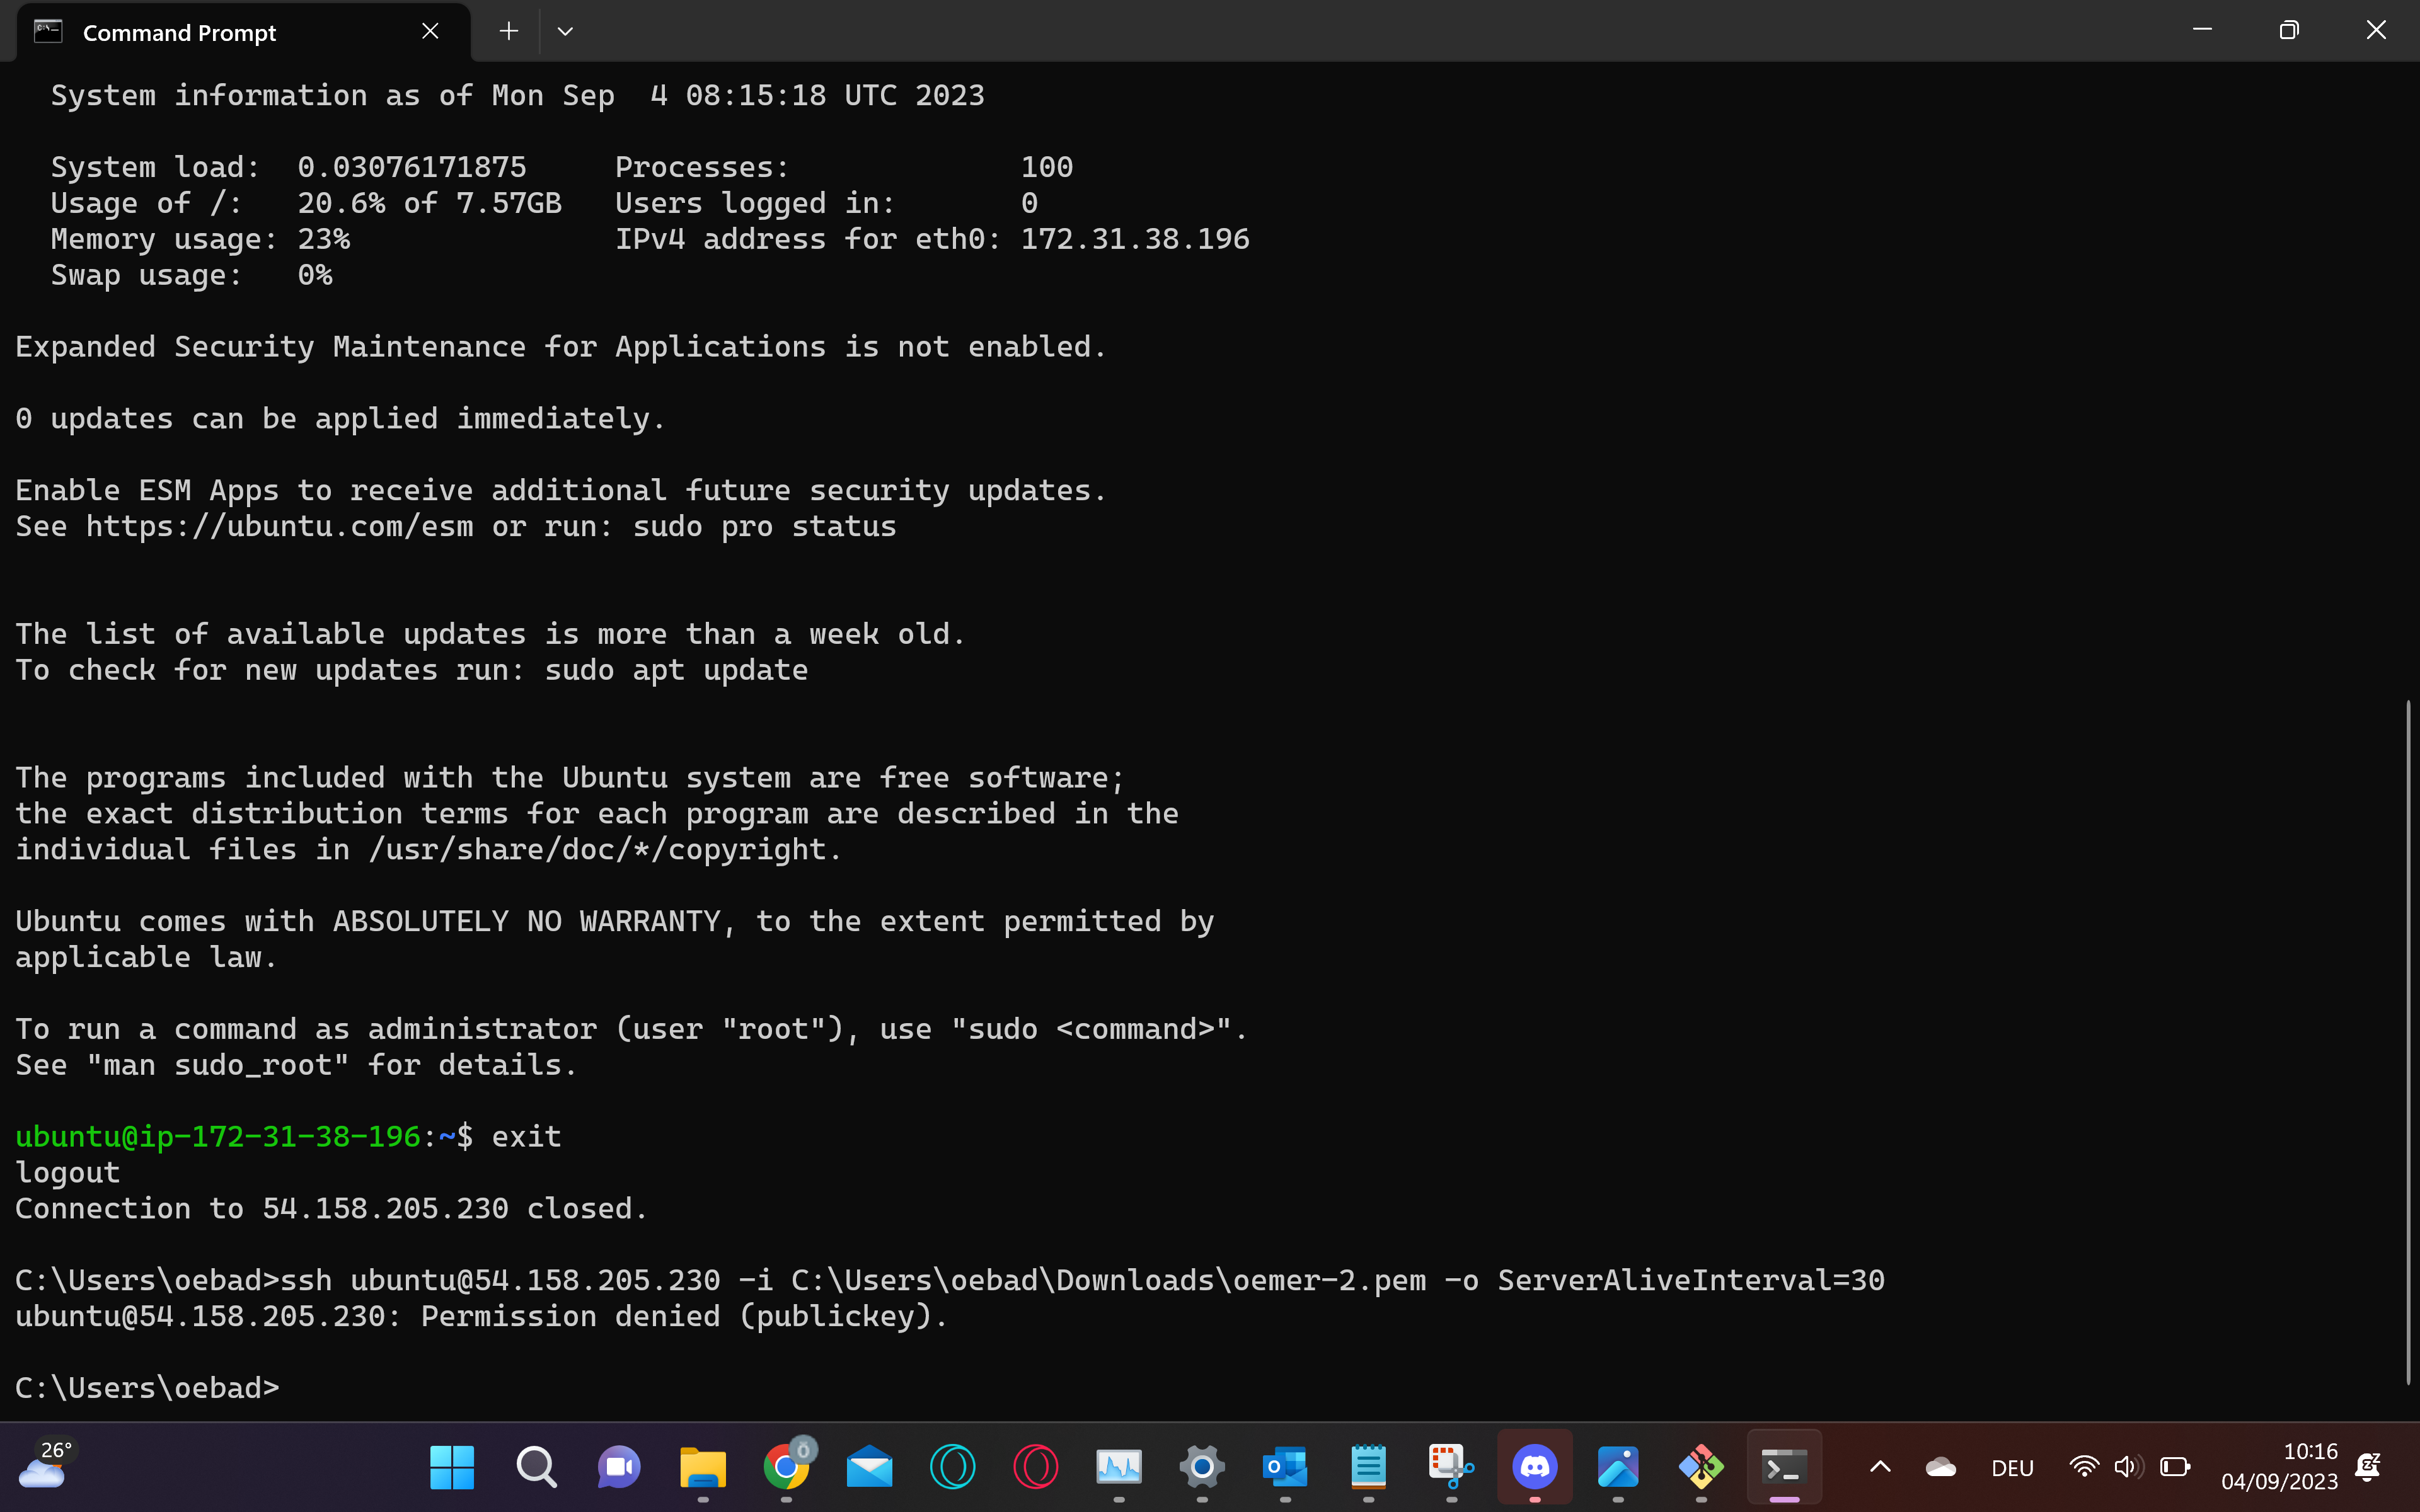 Command Prompt
System information as of Mon Sep  4 08:15:18 UTC 2023
System load:  0.03076171875     Processes:             100
Usage of /:   20.6% of 7.57GB   Users logged in:       0
Memory usage: 23%               IPv4 address for eth0: 172.31.38.196
Swap usage:   0%
Expanded Security Maintenance for Applications is not enabled.
0 updates can be applied immediately.
Enable ESM Apps to receive additional future security updates.
See https://ubuntu.com/esm or run: sudo pro status
The list of available updates is more than a week old.
To check for new updates run: sudo apt update
The programs included with the Ubuntu system are free software;
the exact distribution terms for each program are described in the
individual files in /usr/share/doc/*/copyright.
Ubuntu comes with ABSOLUTELY NO WARRANTY, to the extent permitted by
applicable law.
To run a command as administrator (user "root"), use "sudo <command>".
See "man sudo_root" for details.
ubuntu@ip-172-31-38-196:~$ exit
logout
Connection to 54.158.205.230 closed.
C:\Users\oebad>ssh ubuntu@54.158.205.230 -i C:\Users\oebad\Downloads\oemer-2.pem -o ServerAliveInterval=30
ubuntu@54.158.205.230: Permission denied (publickey).
C:\Users\oebad>
26°
DEU
10:16
04/09/2023